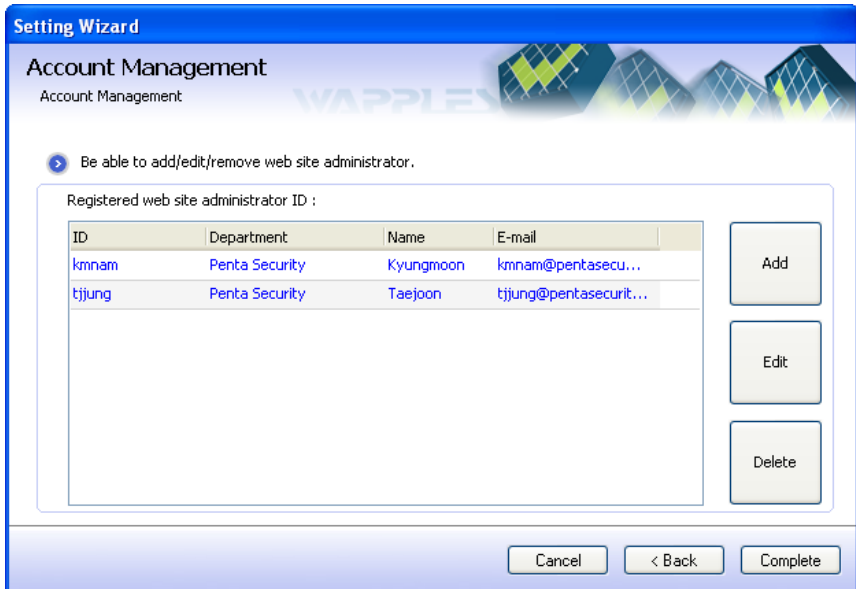 Setting Wizard
Account Management
Account Management
WAPPLES
Be able to add/edit/remove web site administrator.
Registered web site administrator ID :
ID Department Name E-mail
kmnam Penta Security Kyungmoon kmnam@pentasecu...
tjjung Penta Security Taejoon tjjung@pentasecurit...
Add
Edit
Delete
Cancel < Back Complete